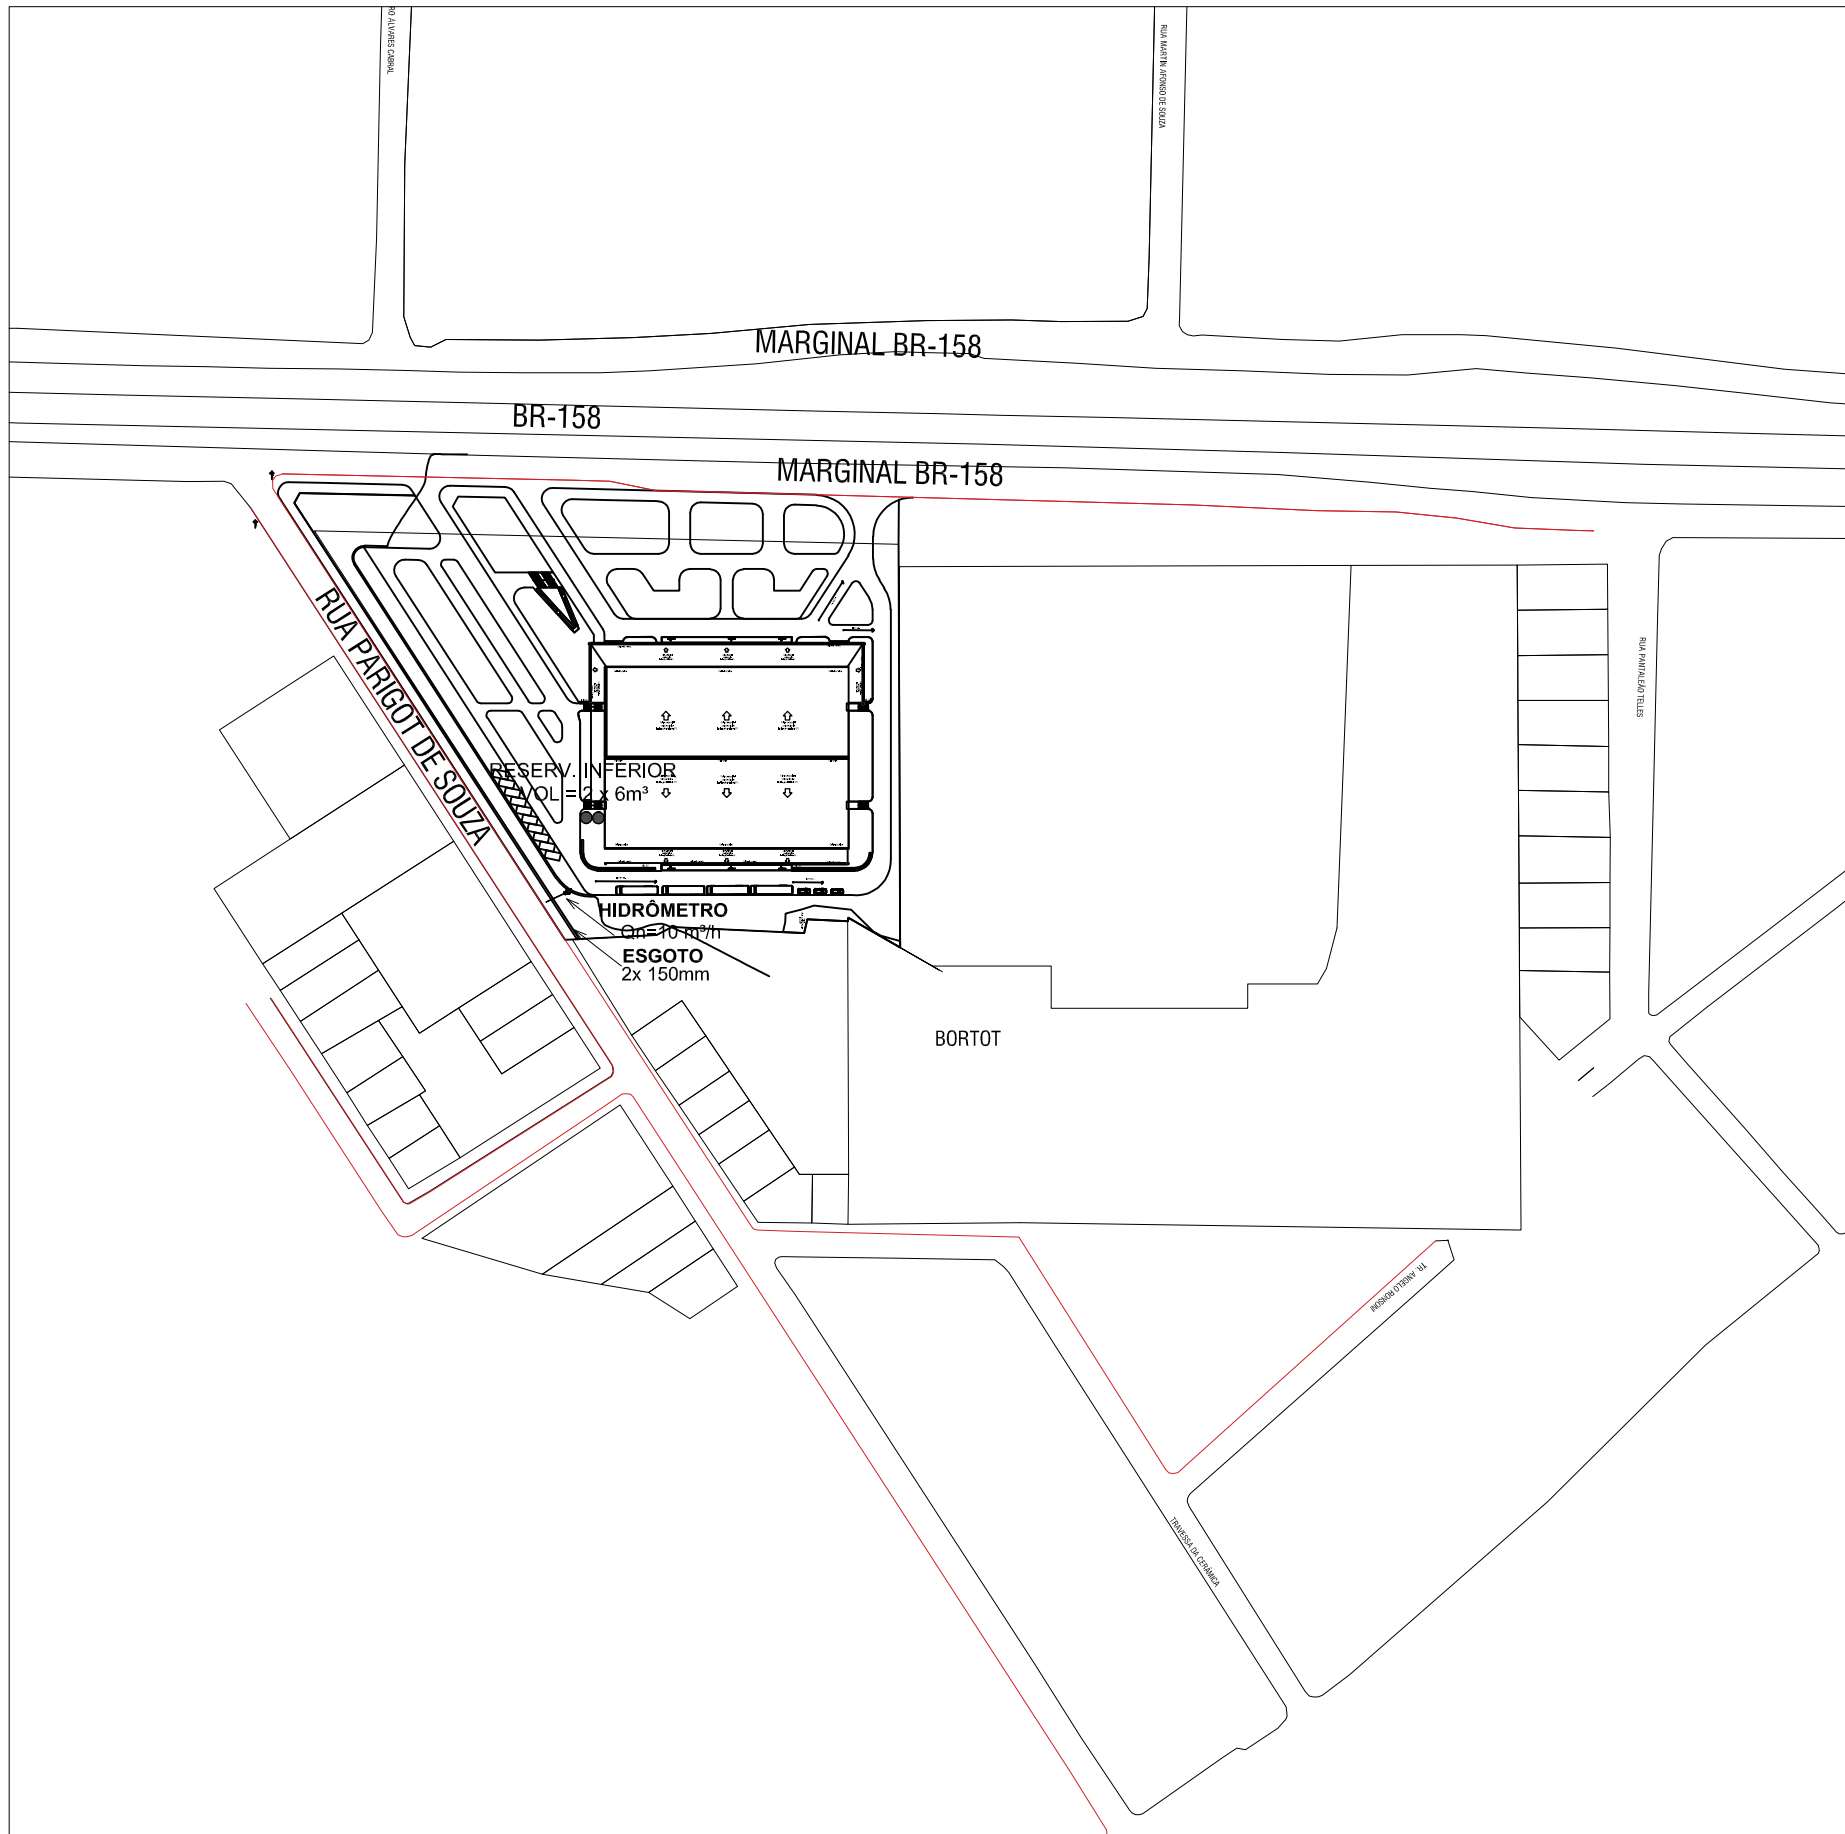 RO ÁLVARES CABRAL
RUA MARTIN AFONSO DE SOUZA
MARGINAL BR-158
BR-158
MARGINAL BR-158
RUA PARIGOT DE SOUZA
RUA PANTALEÃO TELLES
RESERV. INFERIOR
VOL = 2 x 6m³
HIDRÔMETRO
Qn=10 m³/h
ESGOTO
2x 150mm
BORTOT
TR. ANGELO RONSONI
TRAVESSA DA CERÂMICA